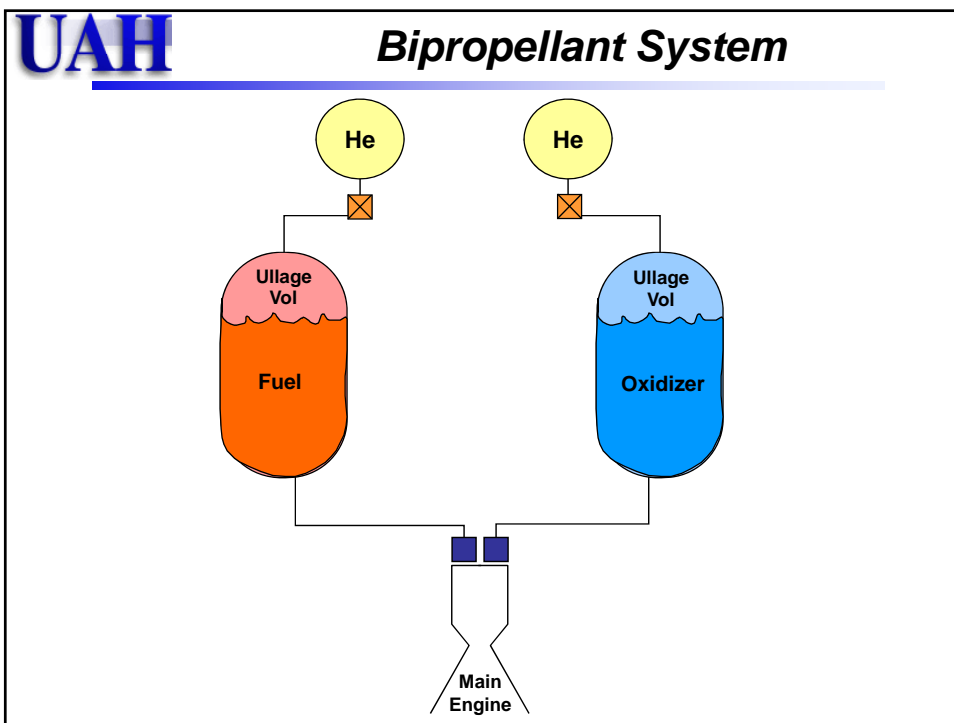 UAH
Bipropellant System
He
He
Ullage
Vol
Ullage
Vol
Fuel
Oxidizer
Main
Engine